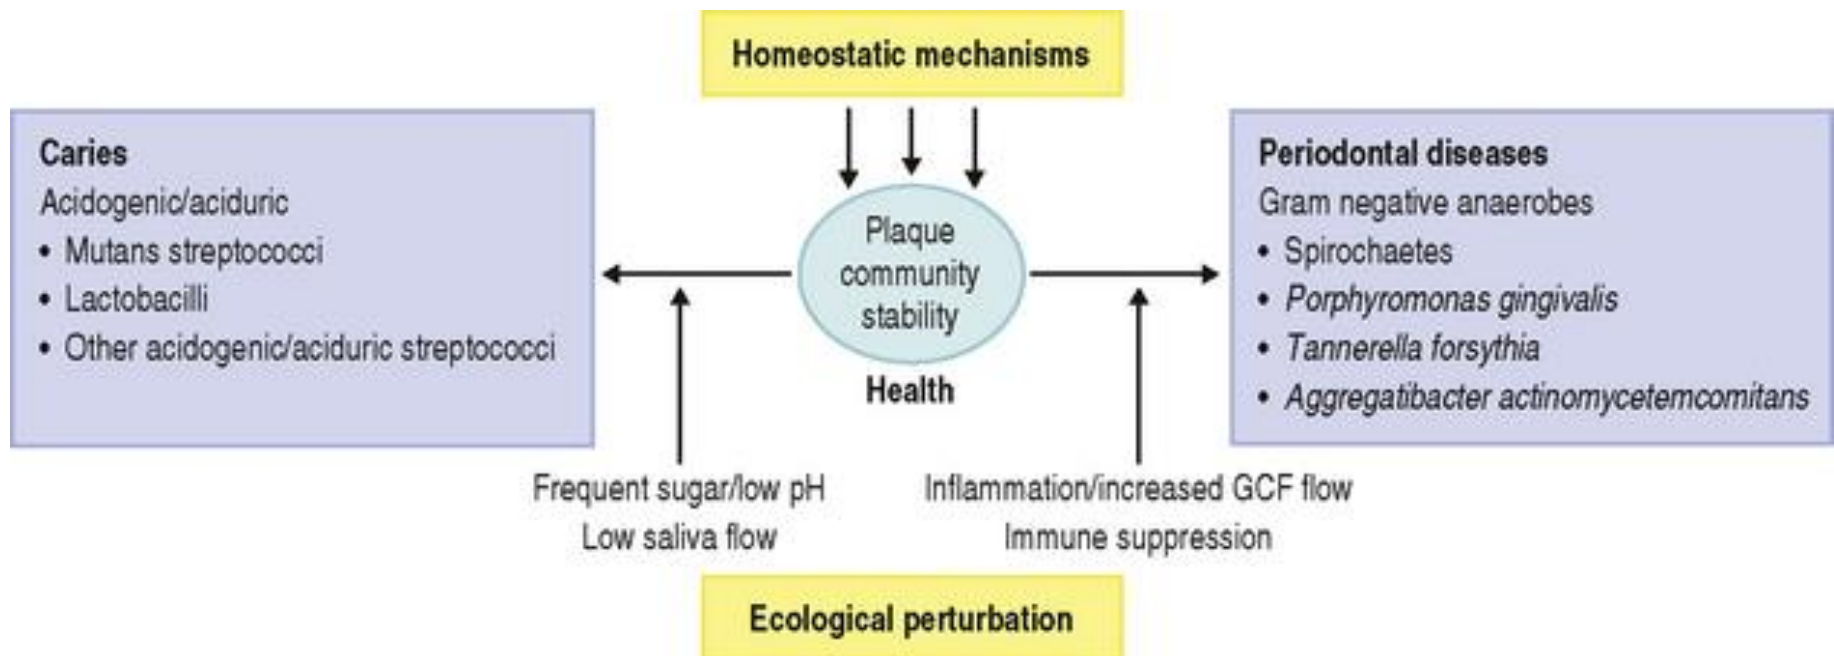 Homeostatic mechanisms
Caries
Acidogenic/aciduric
• Mutans streptococci
• Lactobacilli
• Other acidogenic/aciduric streptococci
Plaque
community
stability
Health
Periodontal diseases
Gram negative anaerobes
• Spirochaetes
• Porphyromonas gingivalis
• Tannerella forsythia
• Aggregatibacter actinomycetemcomitans
Frequent sugar/low pH
Low saliva flow
Inflammation/increased GCF flow
Immune suppression
Ecological perturbation